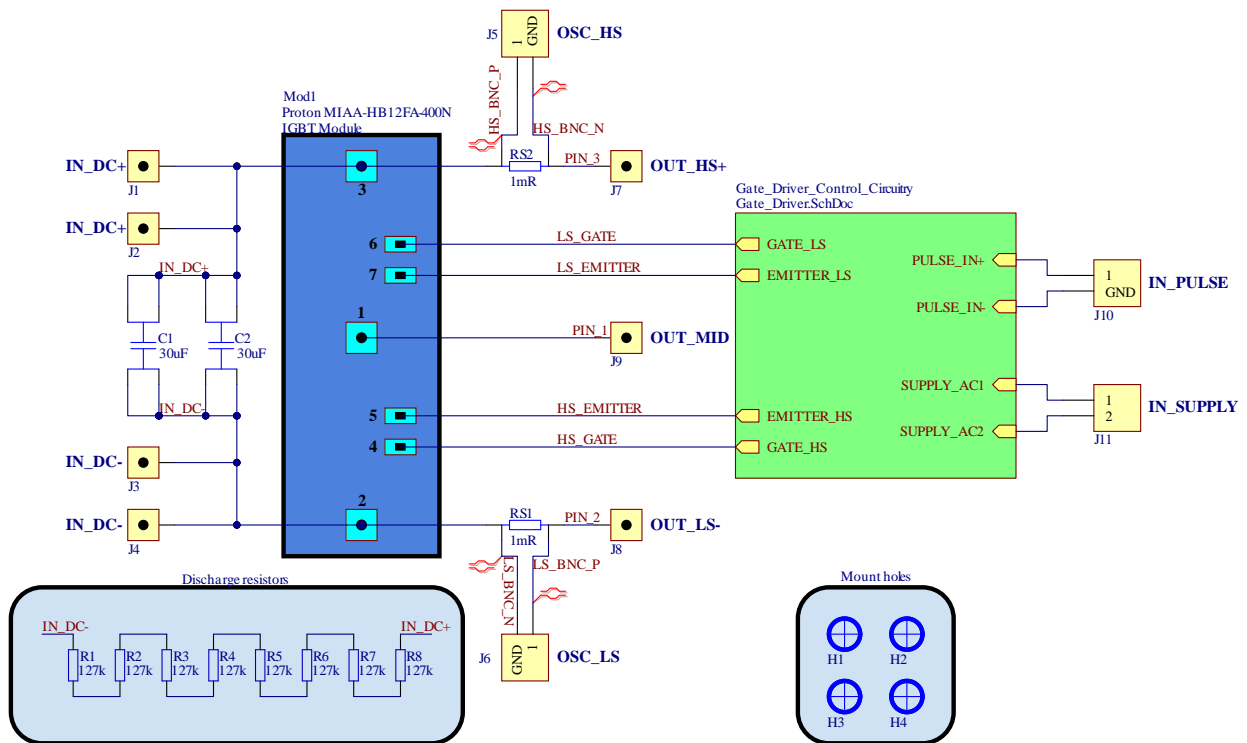 J5
1
GND
OSC_HS
HS_BNC_P
HS_BNC_N
Mod1
Proton MIAA-HB12FA-400N
IGBT Module
IN_DC+
J1
3
RS2
1mR
PIN_3
J7
OUT_HS+
IN_DC+
J2
Gate_Driver_Control_Circuitry
Gate_Driver.SchDoc
6
LS_GATE
GATE_LS
7
LS_EMITTER
EMITTER_LS
PULSE_IN+
PULSE_IN-
1
GND
J10
IN_PULSE
IN_DC+
C1
30uF
C2
30uF
IN_DC-
1
PIN_1
J9
OUT_MID
5
HS_EMITTER
EMITTER_HS
4
HS_GATE
GATE_HS
SUPPLY_AC1
SUPPLY_AC2
1
2
J11
IN_SUPPLY
IN_DC-
J3
IN_DC-
J4
2
RS1
1mR
PIN_2
J8
OUT_LS-
LS_BNC_N
LS_BNC_P
J6
GND
1
OSC_LS
Discharge resistors
IN_DC-
IN_DC+
R1
127k
R2
127k
R3
127k
R4
127k
R5
127k
R6
127k
R7
127k
R8
127k
Mount holes
H1
H2
H3
H4